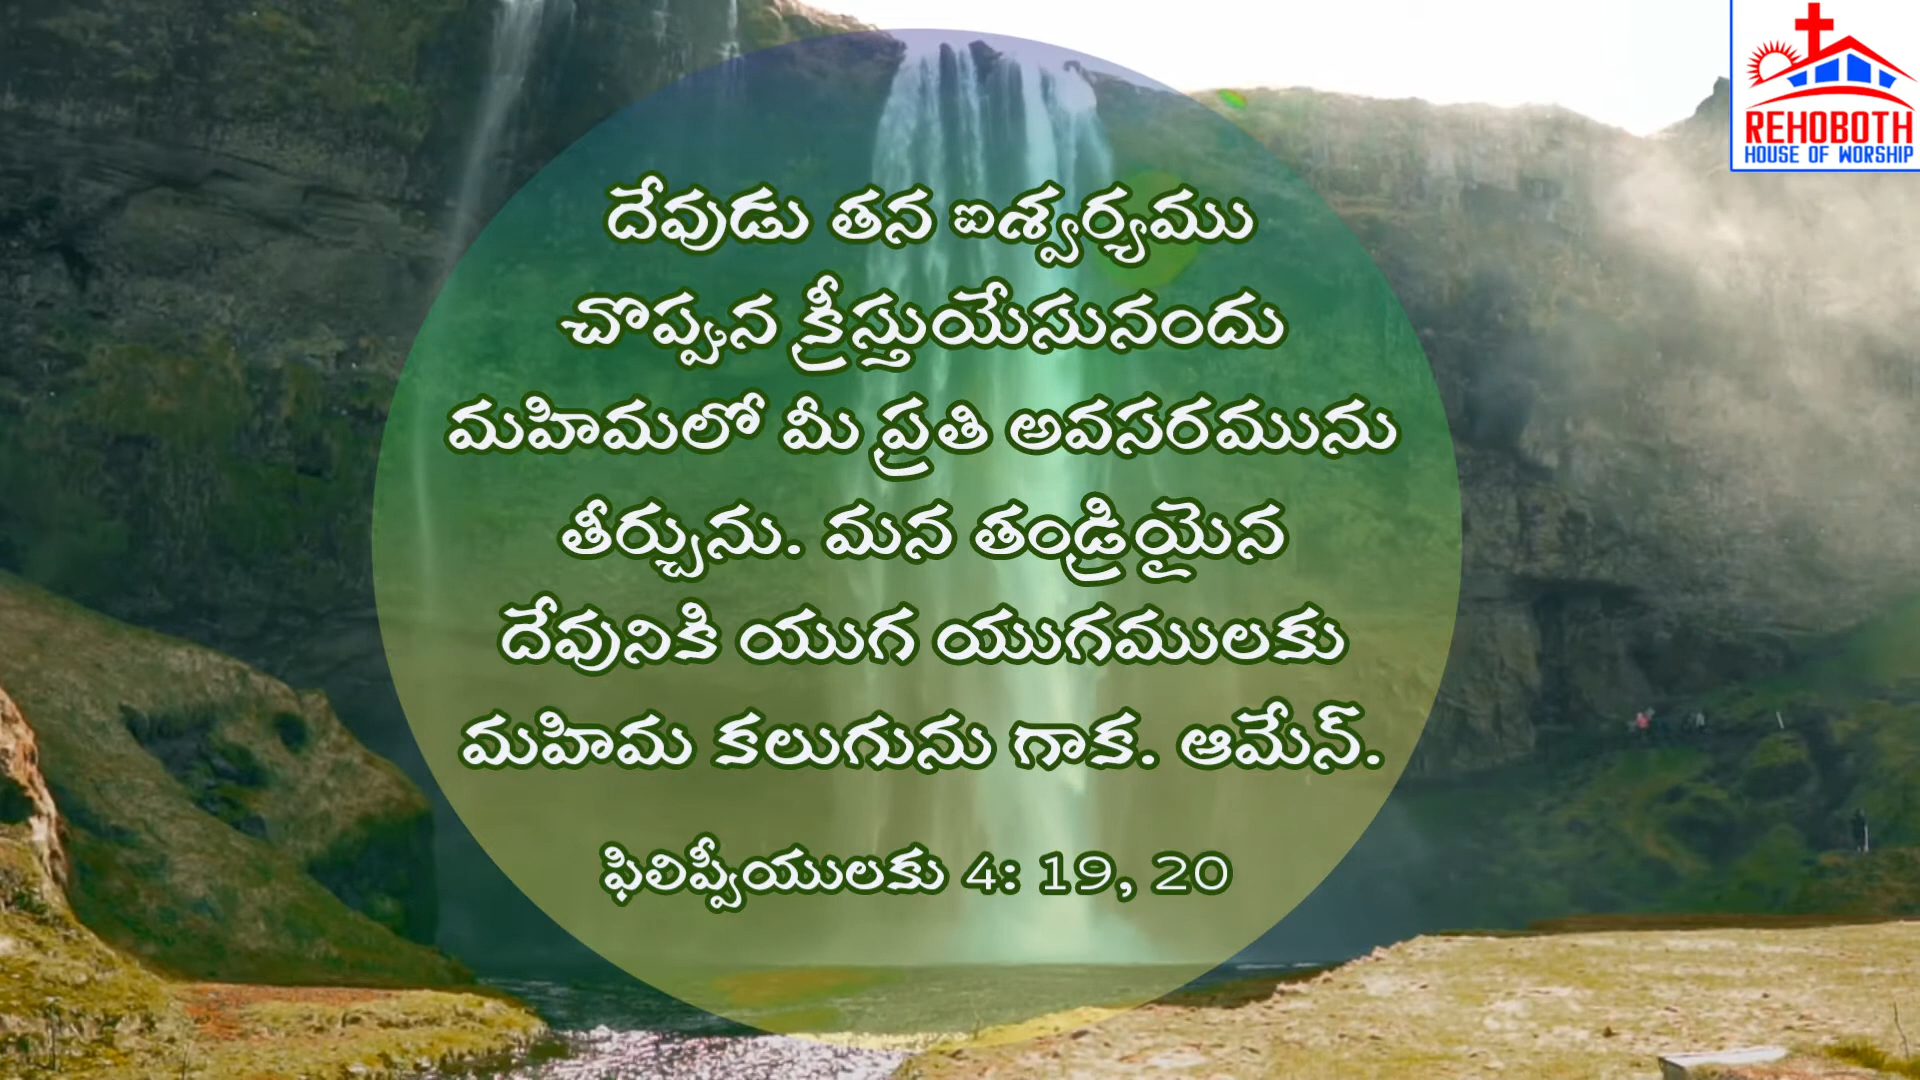 REHOBOTH
HOUSE OF WORSHIP
దేవుడు తన ఐశ్వర్యము
చొప్పున క్రీస్తుయేసునందు
మహిమలో మీ ప్రతి అవసరమును
తీర్చును. మన తండ్రియైన
దేవునికి యుగ యుగములకు
మహిమ కలుగును గాక. ఆమేన్.
ఫిలిప్పీయులకు 4: 19, 20